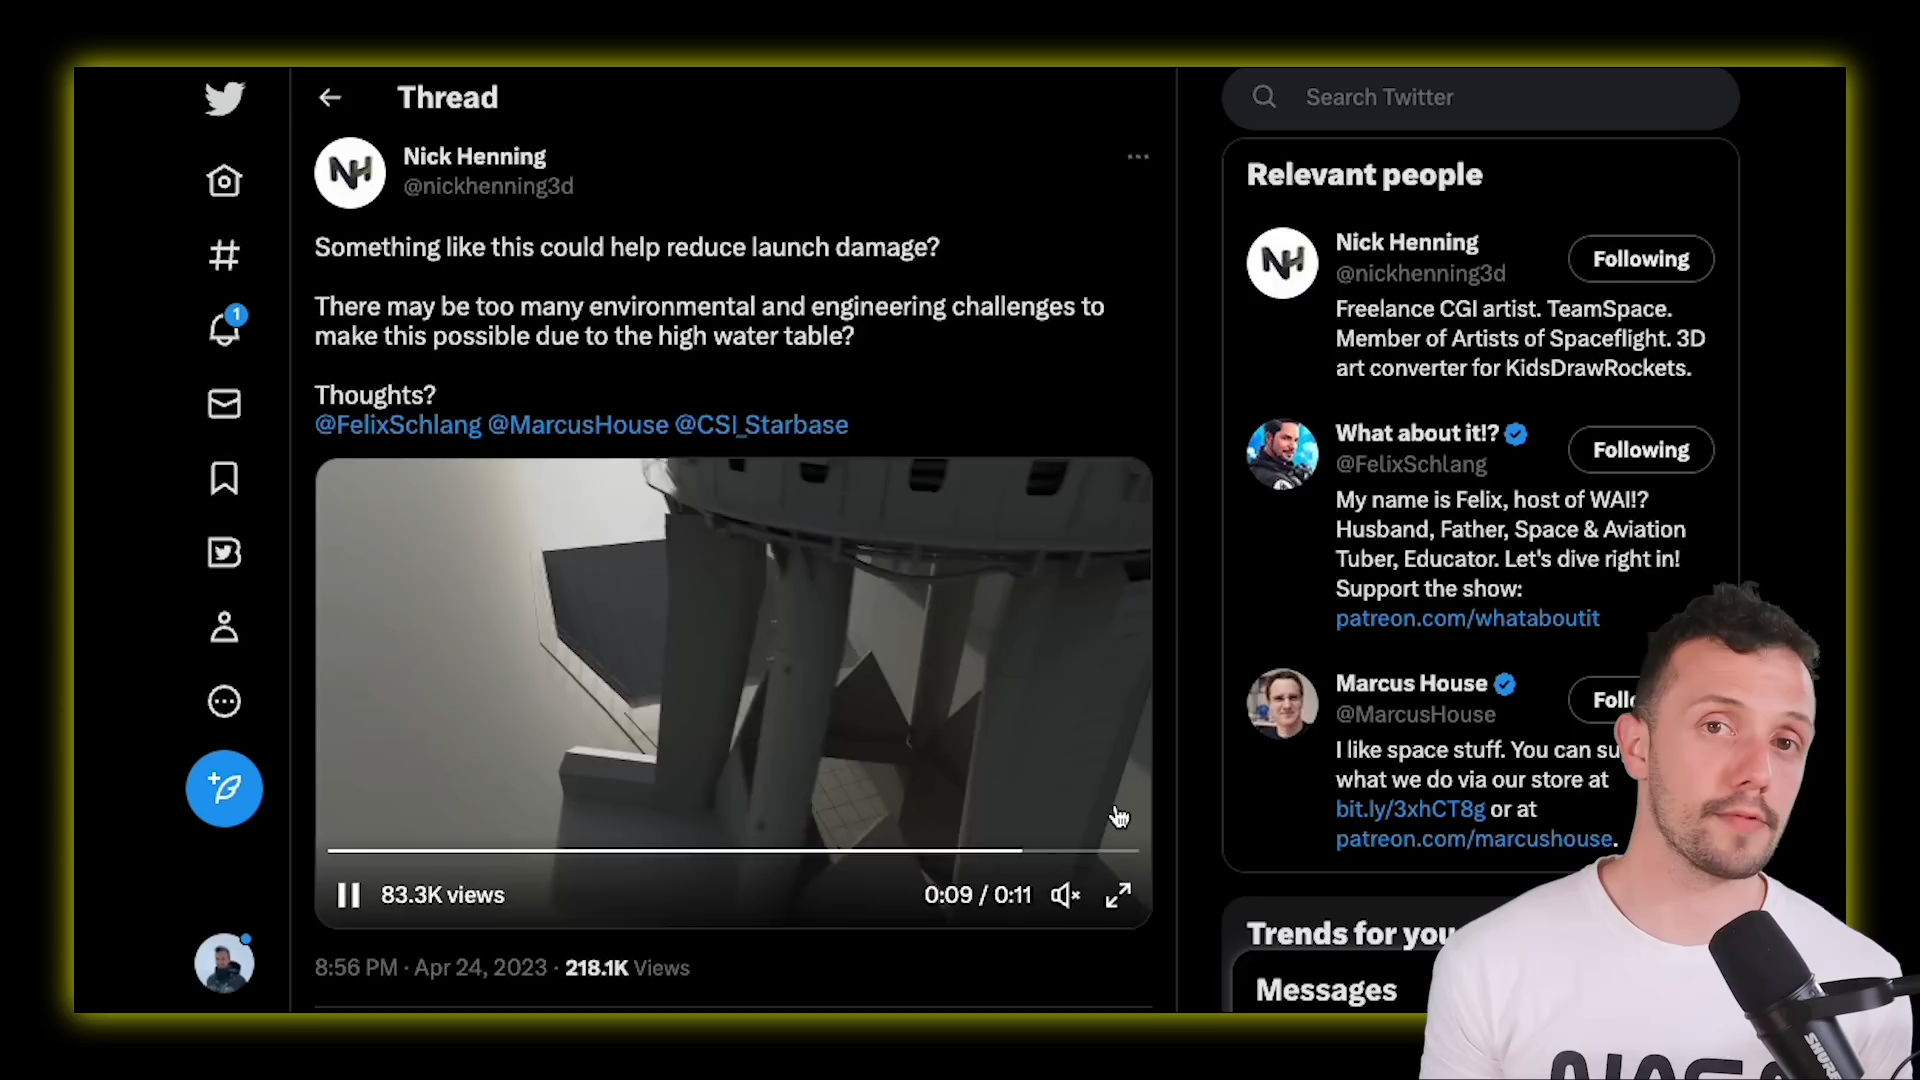 Thread
Search Twitter
NH
Nick Henning
@nickhenning3d
Something like this could help reduce launch damage?
There may be too many environmental and engineering challenges to
make this possible due to the high water table?
Thoughts?
@FelixSchlang @MarcusHouse @CSI_Starbase
83.3K views
0:09 / 0:11
8:56 PM · Apr 24, 2023 · 218.1K Views
1
Relevant people
NH
Nick Henning
@nickhenning3d
Following
Freelance CGI artist. TeamSpace.
Member of Artists of Spaceflight. 3D
art converter for KidsDrawRockets.
What about it!?
@FelixSchlang
Following
My name is Felix, host of WAI!?
Husband, Father, Space & Aviation
Tuber, Educator. Let's dive right in!
Support the show:
patreon.com/whataboutit
Marcus House
@MarcusHouse
Foll
I like space stuff. You can su
what we do via our store at
bit.ly/3xhCT8g or at
patreon.com/marcushouse.
Trends for you
Messages
SHURE